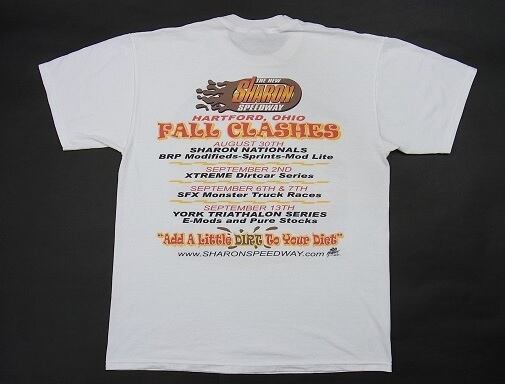 THE NEW
SHARON
SPEEDWAY
HARTFORD, OHIO
FALL CLASHES
AUGUST 30TH
SHARON NATIONALS
BRP Modifieds-Sprints-Mod Lite
SEPTEMBER 2ND
XTREME Dirtcar Series
SEPTEMBER 6TH & 7TH
SFX Monster Truck Races
SEPTEMBER 13TH
YORK TRIATHALON SERIES
E-Mods and Pure Stocks
"Add A Little DIRT To Your Diet"
www.SHARONSPEEDWAY.com